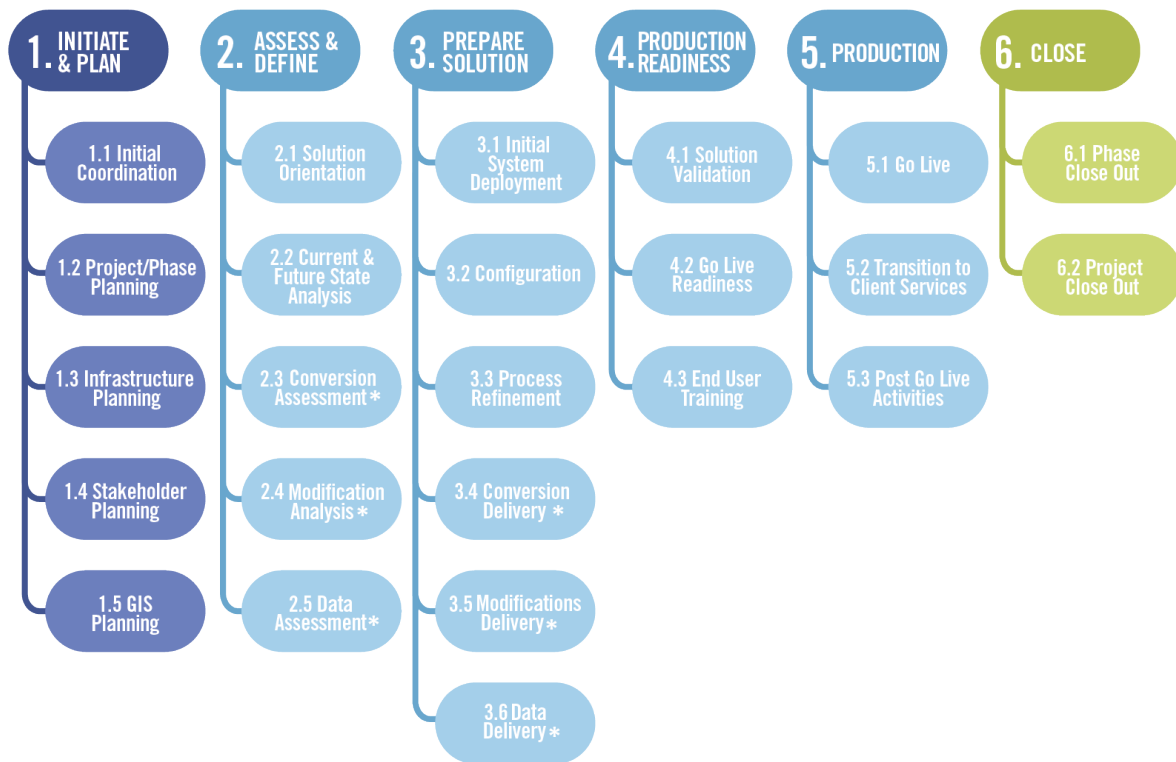 1. INITIATE
& PLAN
1.1 Initial
Coordination
1.2 Project/Phase
Planning
1.3 Infrastructure
Planning
1.4 Stakeholder
Planning
1.5 GIS
Planning
2. ASSESS &
DEFINE
2.1 Solution
Orientation
2.2 Current &
Future State
Analysis
2.3 Conversion
Assessment*
2.4 Modification
Analysis*
2.5 Data
Assessment*
3. PREPARE
SOLUTION
3.1 Initial
System
Deployment
3.2 Configuration
3.3 Process
Refinement
3.4 Conversion
Delivery *
3.5 Modifications
Delivery*
3.6 Data
Delivery*
4. PRODUCTION
READINESS
4.1 Solution
Validation
4.2 Go Live
Readiness
4.3 End User
Training
5. PRODUCTION
5.1 Go Live
5.2 Transition to
Client Services
5.3 Post Go Live
Activities
6. CLOSE
6.1 Phase
Close Out
6.2 Project
Close Out